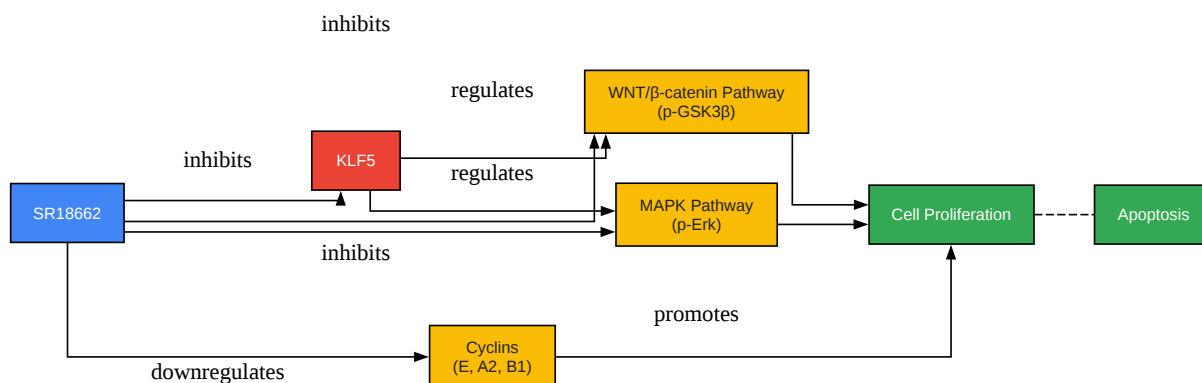 inhibits
regulates
WNT/β-catenin Pathway
(p-GSK3β)
inhibits
KLF5
regulates
SR18662
MAPK Pathway
(p-Erk)
Cell Proliferation
Apoptosis
inhibits
promotes
Cyclins
(E, A2, B1)
downregulates